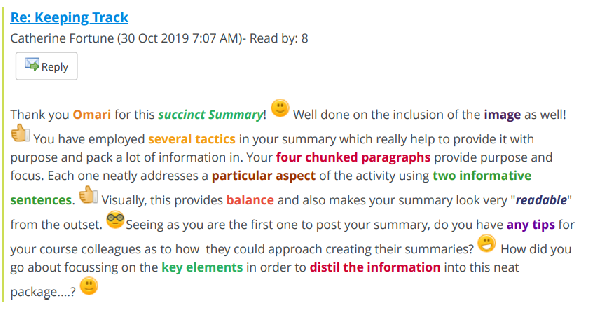 Re: Keeping Track
Catherine Fortune (30 Oct 2019 7:07 AM)- Read by: 8
Reply
Thank you Omari for this succinct Summary! Well done on the inclusion of the image as well!
You have employed several tactics in your summary which really help to provide it with
purpose and pack a lot of information in. Your four chunked paragraphs provide purpose and
focus. Each one neatly addresses a particular aspect of the activity using two informative
sentences. Visually, this provides balance and also makes your summary look very "readable"
from the outset. Seeing as you are the first one to post your summary, do you have any tips for
your course colleagues as to how they could approach creating their summaries? How did you
go about focussing on the key elements in order to distil the information into this neat
package....?